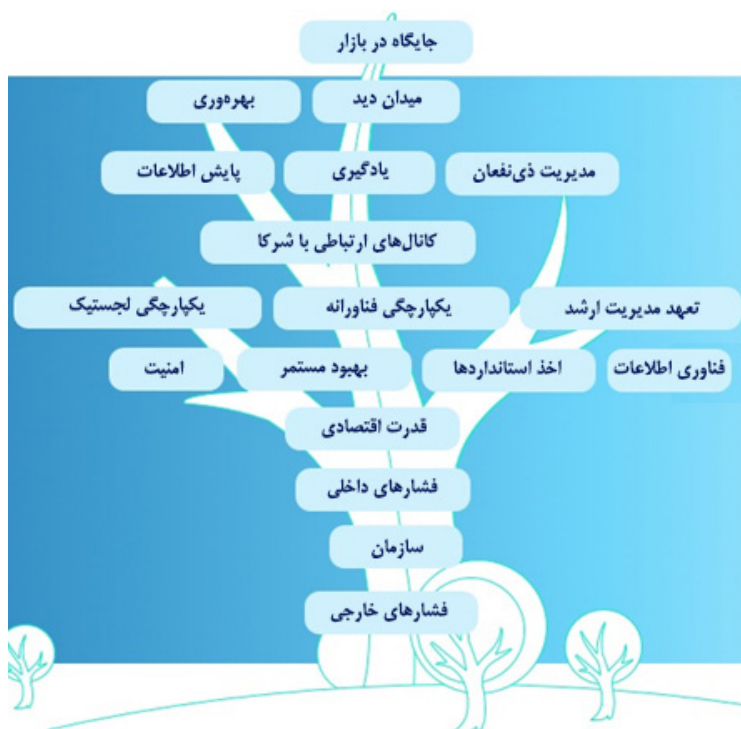 جایگاه در بازار
میدان دید
بهره‌وری
مدیریت ذی‌نفعان
یادگیری
پایش اطلاعات
کانال‌های ارتباطی با شرکا
تعهد مدیریت ارشد
یکپارچگی فناورانه
یکپارچگی لجستیک
فناوری اطلاعات
اخذ استانداردها
بهبود مستمر
امنیت
قدرت اقتصادی
فشارهای داخلی
سازمان
فشارهای خارجی